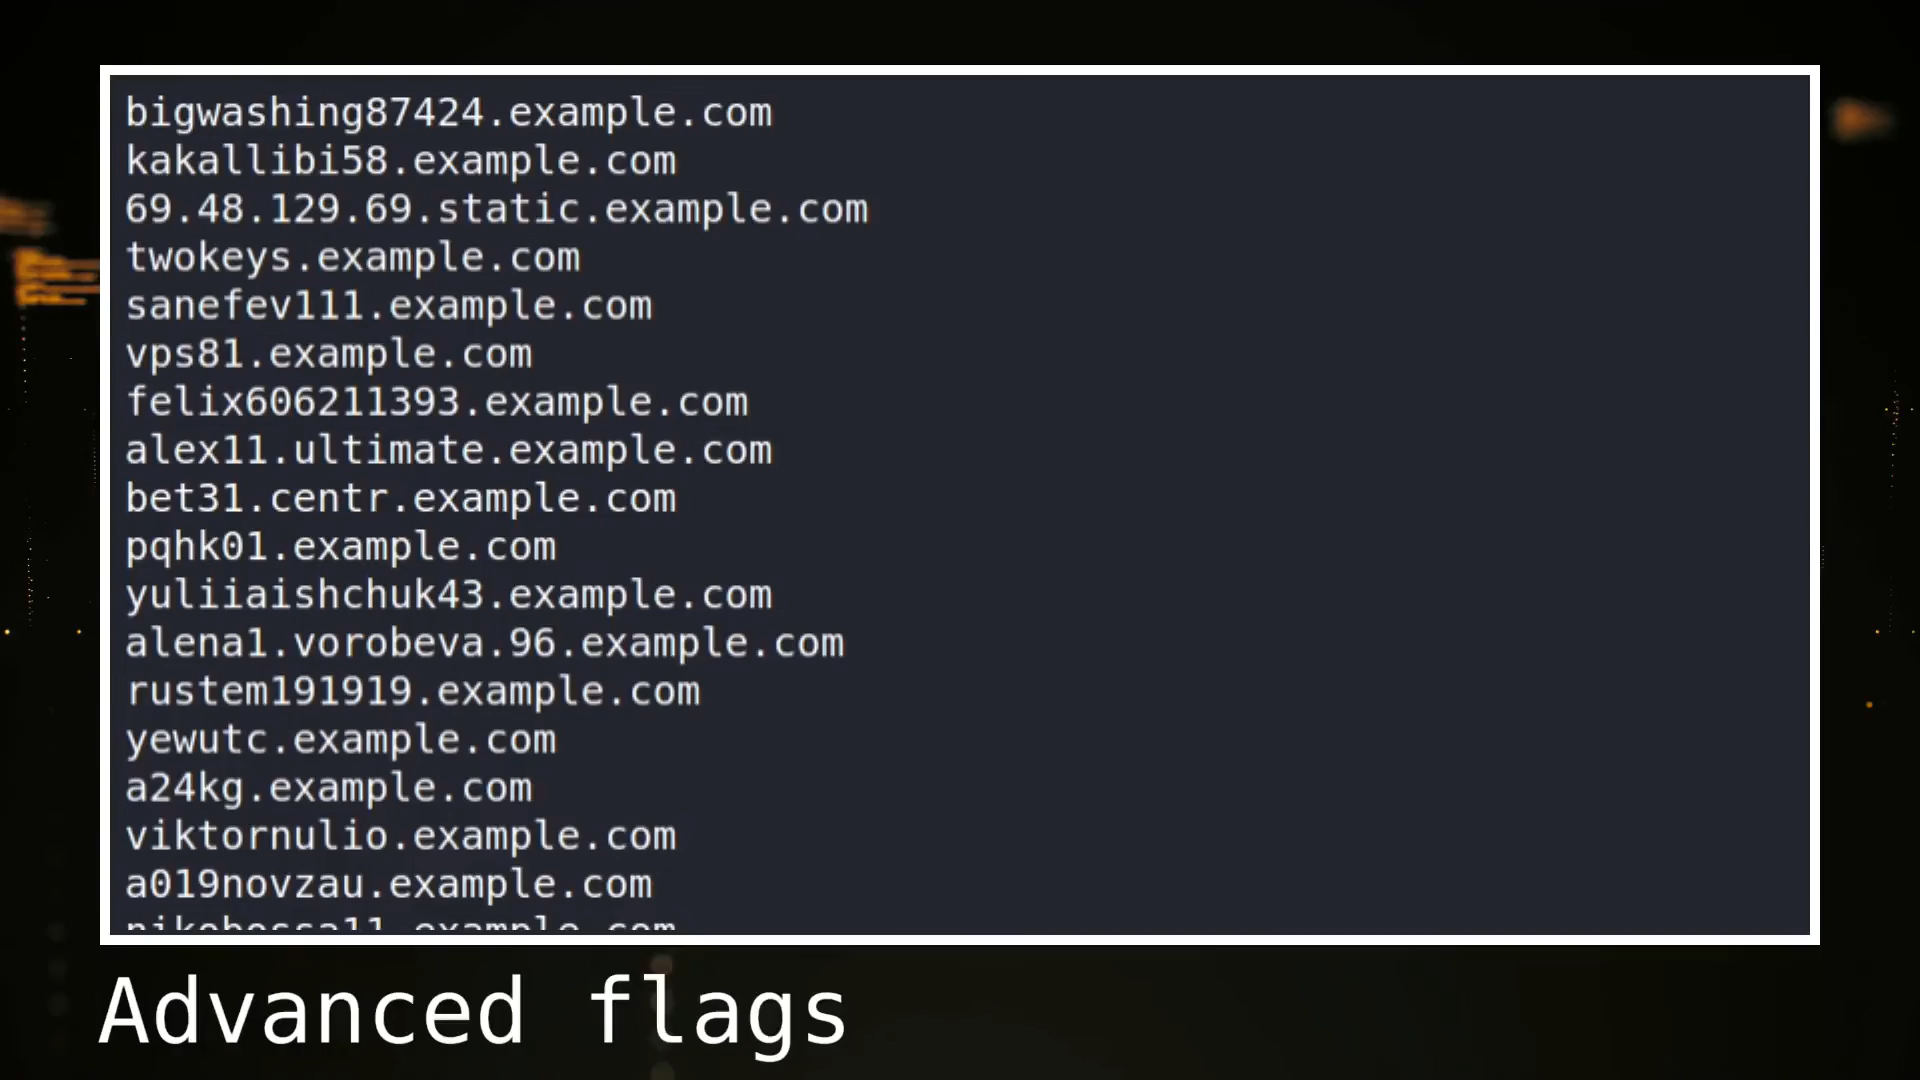 bigwashing87424.example.com
kakallibi58.example.com
69.48.129.69.static.example.com
twokeys.example.com
sanefev111.example.com
vps81.example.com
felix606211393.example.com
alex11.ultimate.example.com
bet31.centr.example.com
pqhk01.example.com
yuliiaishchuk43.example.com
alena1.vorobeva.96.example.com
rustem191919.example.com
yewutc.example.com
a24kg.example.com
viktornulio.example.com
a019novzau.example.com
Advanced flags